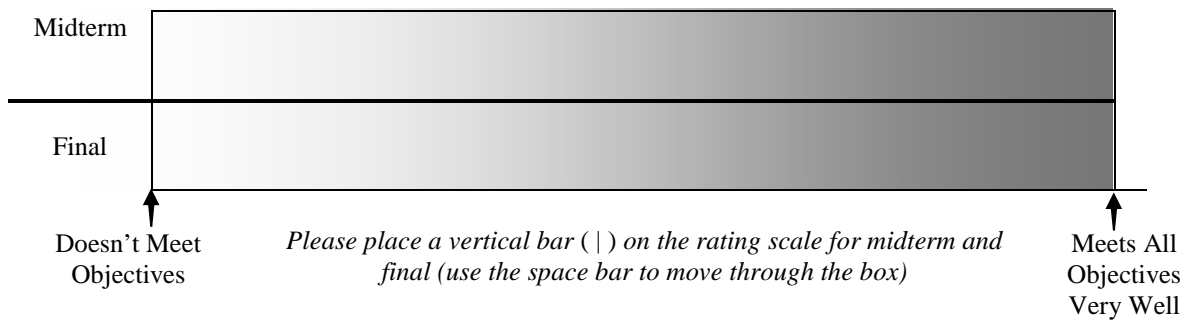 Midterm
Final
Doesn’t Meet
Objectives
Please place a vertical bar ( | ) on the rating scale for midterm and
final (use the space bar to move through the box)
Meets All
Objectives
Very Well